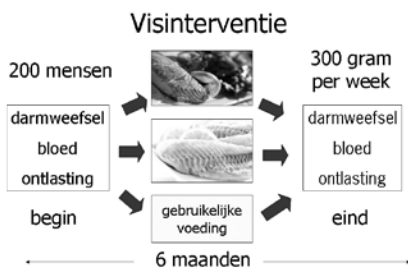 Visinterventie
200 mensen
300 gram
per week
darmweefsel
bloed
ontlasting
gebruikelijke
voeding
darmweefsel
bloed
ontlasting
begin
eind
6 maanden